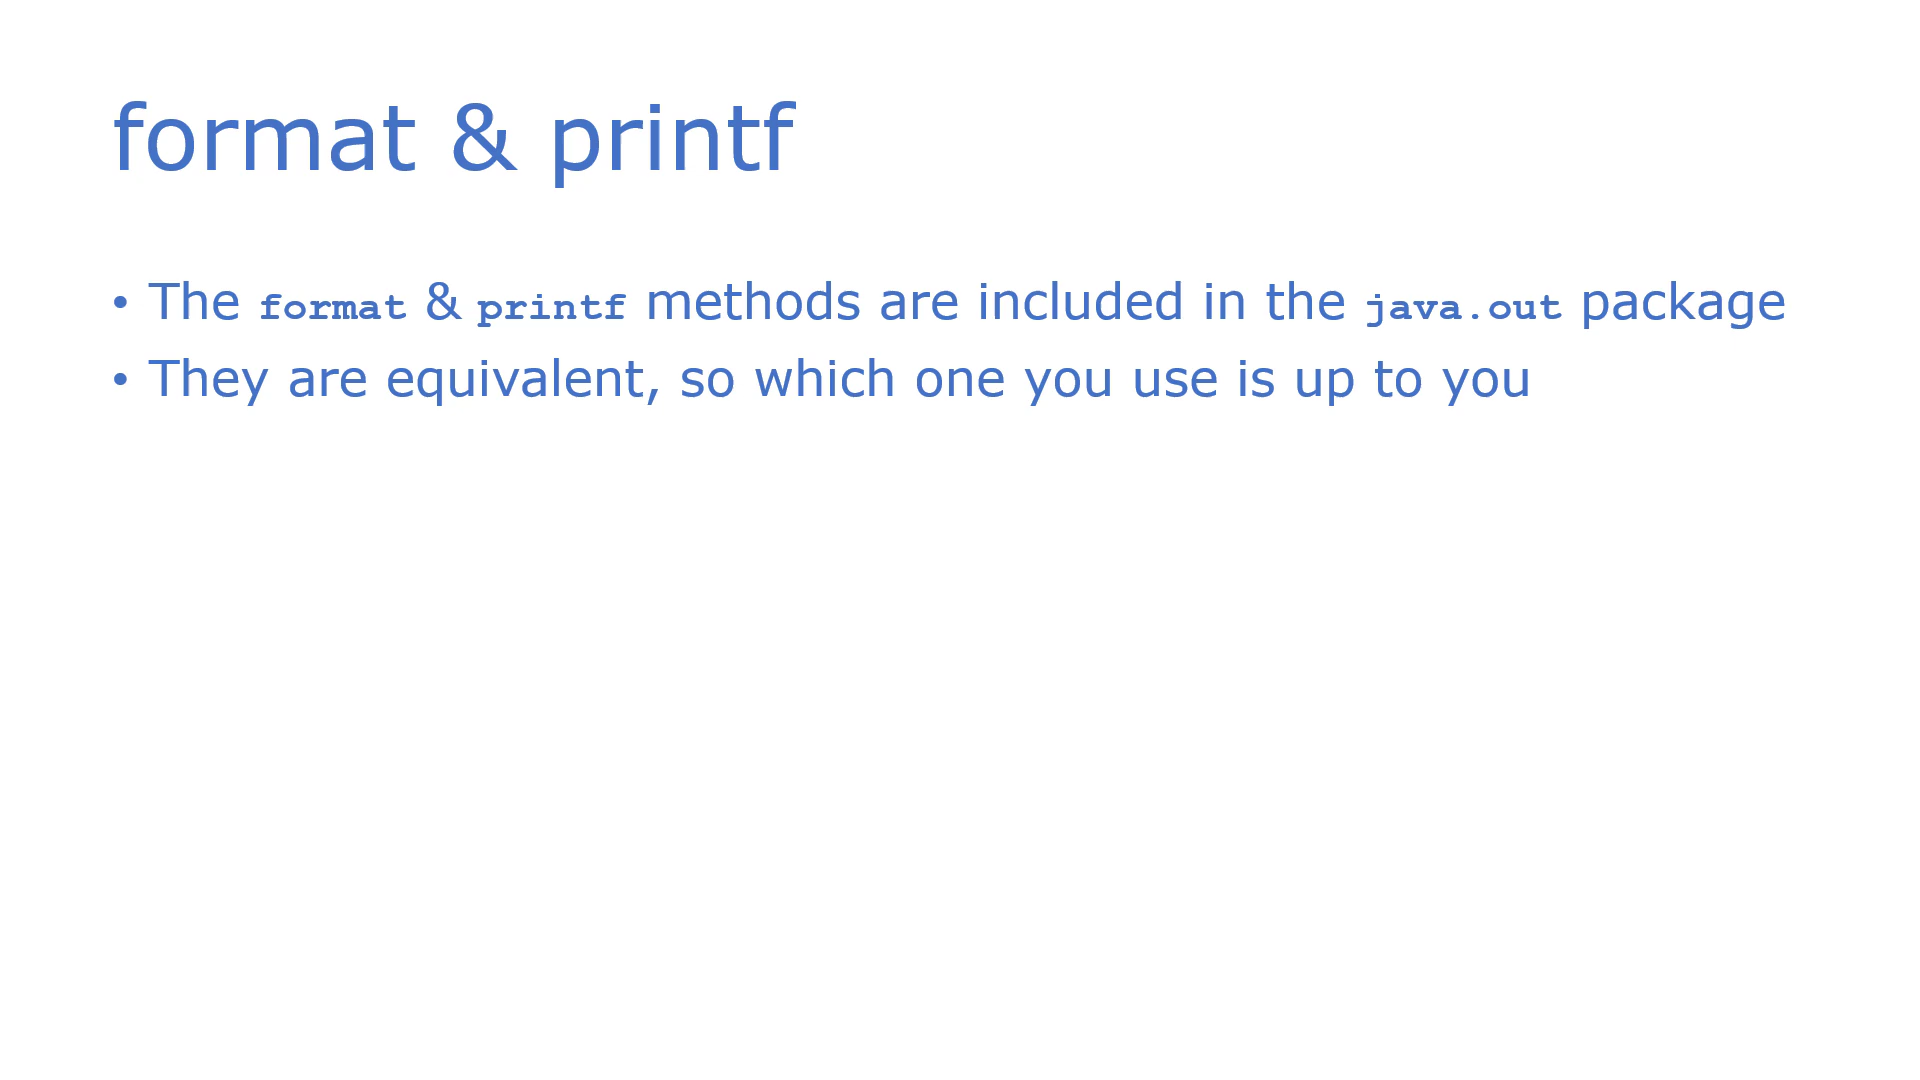 format & printf
• The format & printf methods are included in the java.out package
• They are equivalent, so which one you use is up to you